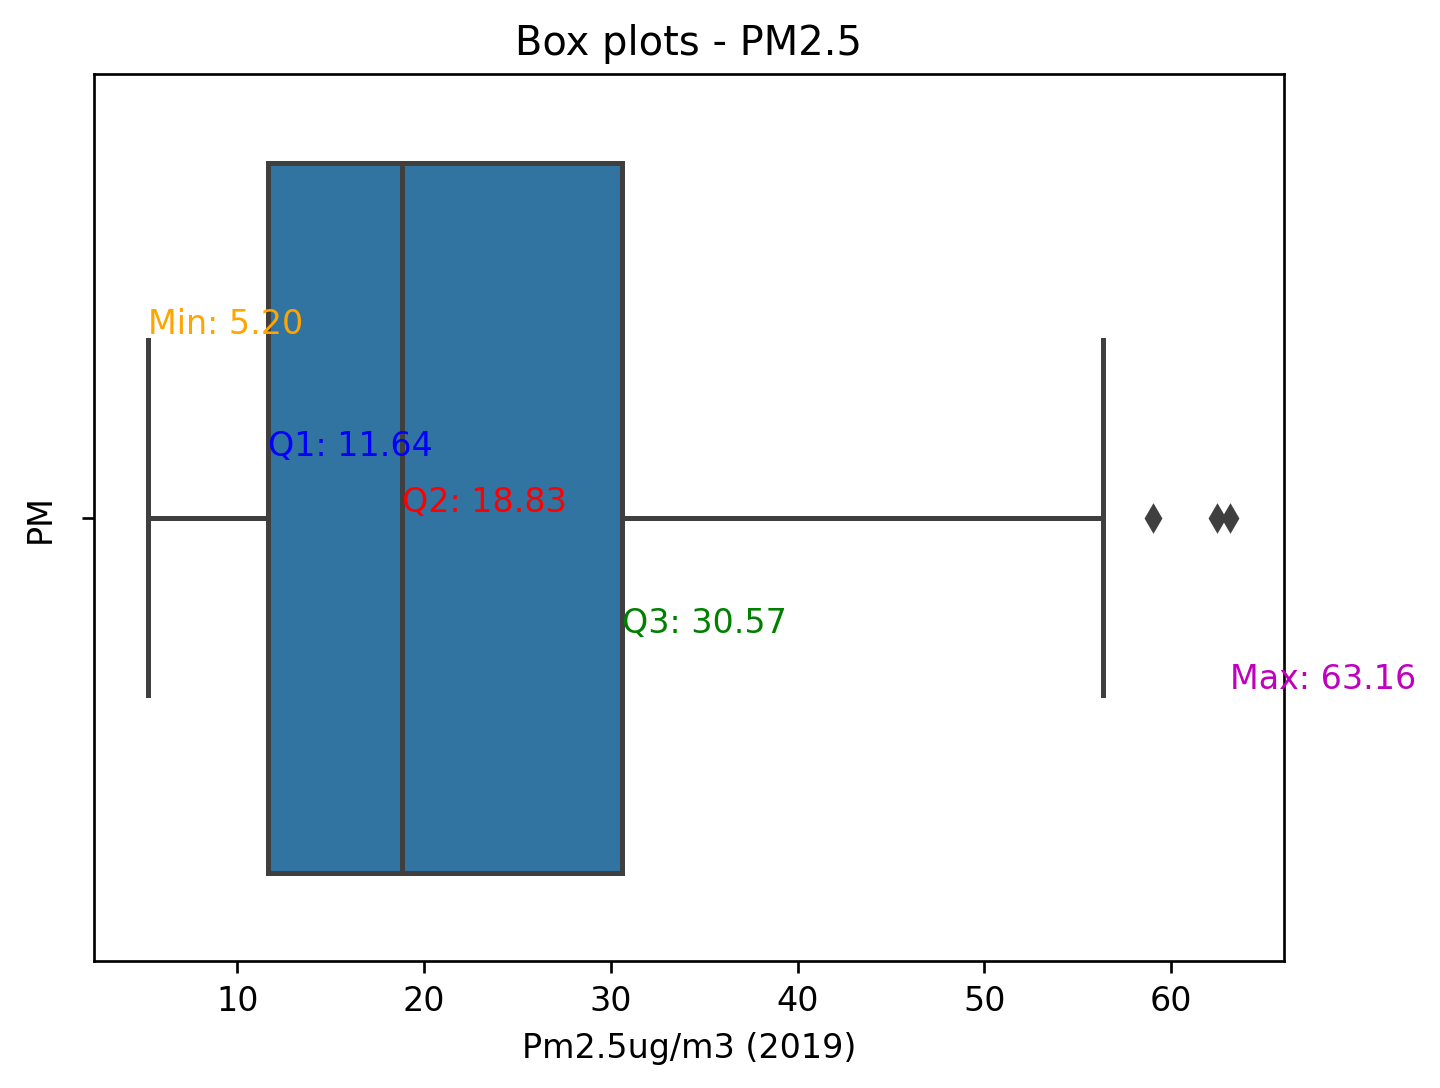 Box plots - PM2.5
Min: 5.20
Q1: 11.64
Q2: 18.83
PM
Q3: 30.57
Max: 63.16
10 20 30 40 50 60
Pm2.5ug/m3 (2019)